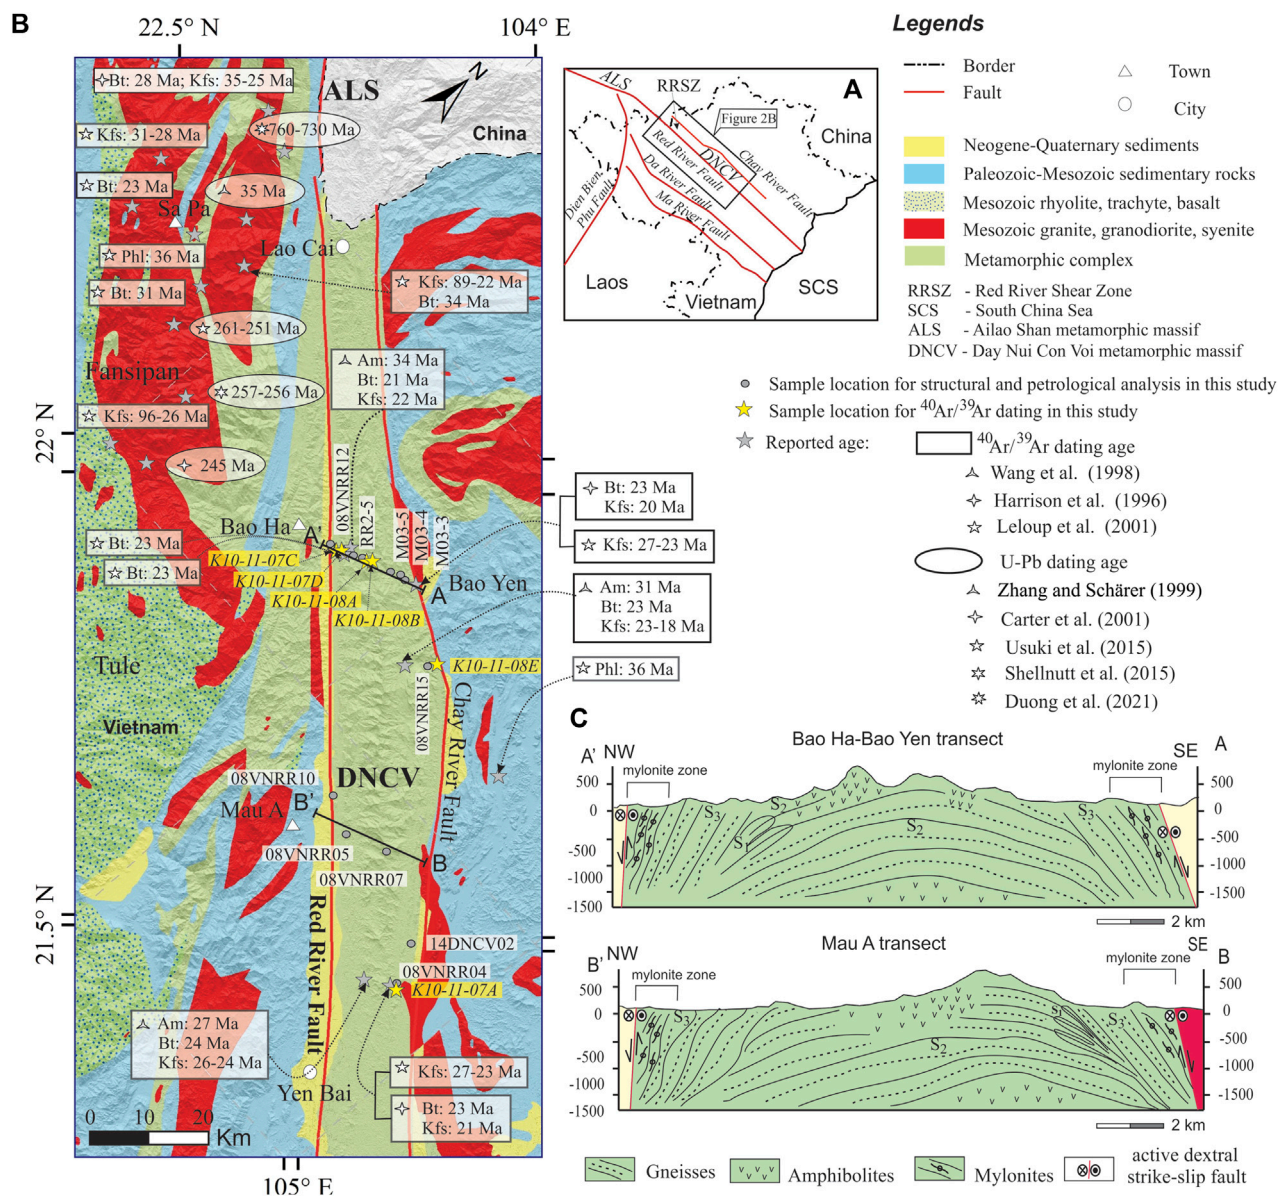 B
22.5° N
104° E
Bt: 28 Ma; Kfs: 35-25 Ma
ALS
N
760-730 Ma
China
Kfs: 31-28 Ma
Bt: 23 Ma
35 Ma
Sa Pa
Lao Cai
Phl: 36 Ma
Kfs: 89-22 Ma
Bt: 34 Ma
Bt: 31 Ma
261-251 Ma
Am: 34 Ma
Bt: 21 Ma
Kfs: 22 Ma
Fansipan
257-256 Ma
Kfs: 96-26 Ma
22° N
245 Ma
08VNRR12
RR2-5
M03-5
M03-4
M03-3
Bao Ha
A'
Bt: 23 Ma
Bt: 23 Ma
K10-11-07C
K10-11-07D
K10-11-08A
K10-11-08B
A
Bao Yen
Bt: 23 Ma
Kfs: 20 Ma
Kfs: 27-23 Ma
Am: 31 Ma
Bt: 23 Ma
Kfs: 23-18 Ma
Phl: 36 Ma
K10-11-08E
Tule
08VNRR15
Chay River Fault
Vietnam
08VNRR10
DNCV
Mau A
B'
08VNRR05
B
08VNRR07
21.5° N
Red River Fault
14DNCV02
08VNRR04
K10-11-07A
Am: 27 Ma
Bt: 24 Ma
Kfs: 26-24 Ma
Yen Bai
Kfs: 27-23 Ma
Bt: 23 Ma
Kfs: 21 Ma
0 10 20
Km
105° E
A
ALS
RRSZ
Figure 2B
China
Red River Fault
DNCV
Chay River Fault
Da River Fault
Ma River Fault
Dien Bien
Phu Fault
Laos
Vietnam
SCS
Legends
Border
Town
Fault
City
Neogene-Quaternary sediments
Paleozoic-Mesozoic sedimentary rocks
Mesozoic rhyolite, trachyte, basalt
Mesozoic granite, granodiorite, syenite
Metamorphic complex
RRSZ - Red River Shear Zone
SCS - South China Sea
ALS - Ailao Shan metamorphic massif
DNCV - Day Nui Con Voi metamorphic massif
Sample location for structural and petrological analysis in this study
Sample location for 40Ar/39Ar dating in this study
Reported age:
40Ar/39Ar dating age
Wang et al. (1998)
Harrison et al. (1996)
Leloup et al. (2001)
U-Pb dating age
Zhang and Schärer (1999)
Carter et al. (2001)
Usuki et al. (2015)
Shellnutt et al. (2015)
Duong et al. (2021)
C
Bao Ha-Bao Yen transect
A' NW
SE A
mylonite zone
mylonite zone
500
0
-500
-1000
-1500
S3
S2
S1
S2
S3
500
0
-500
-1000
-1500
2 km
Mau A transect
B' NW
SE B
mylonite zone
mylonite zone
500
0
-500
-1000
-1500
S3
S2
S1
S3
500
0
-500
-1000
-1500
2 km
Gneisses
Amphibolites
Mylonites
active dextral
strike-slip fault